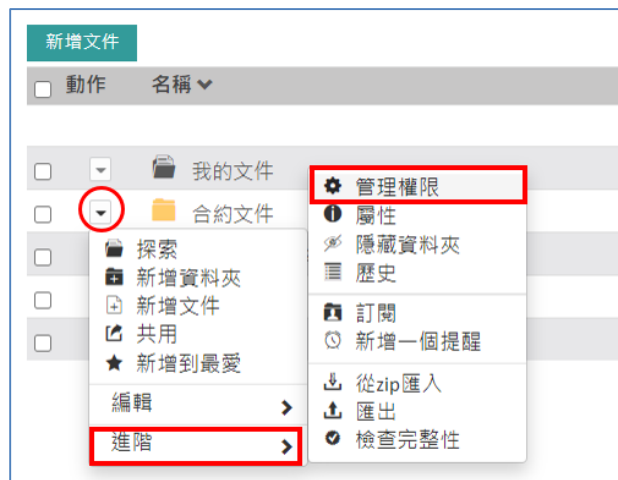 新增文件
動作 名稱
我的文件
合約文件
探索
新增資料夾
新增文件
共用
新增到最愛
編輯
進階
管理權限
屬性
隱藏資料夾
歷史
訂閱
新增一個提醒
從zip匯入
匯出
檢查完整性